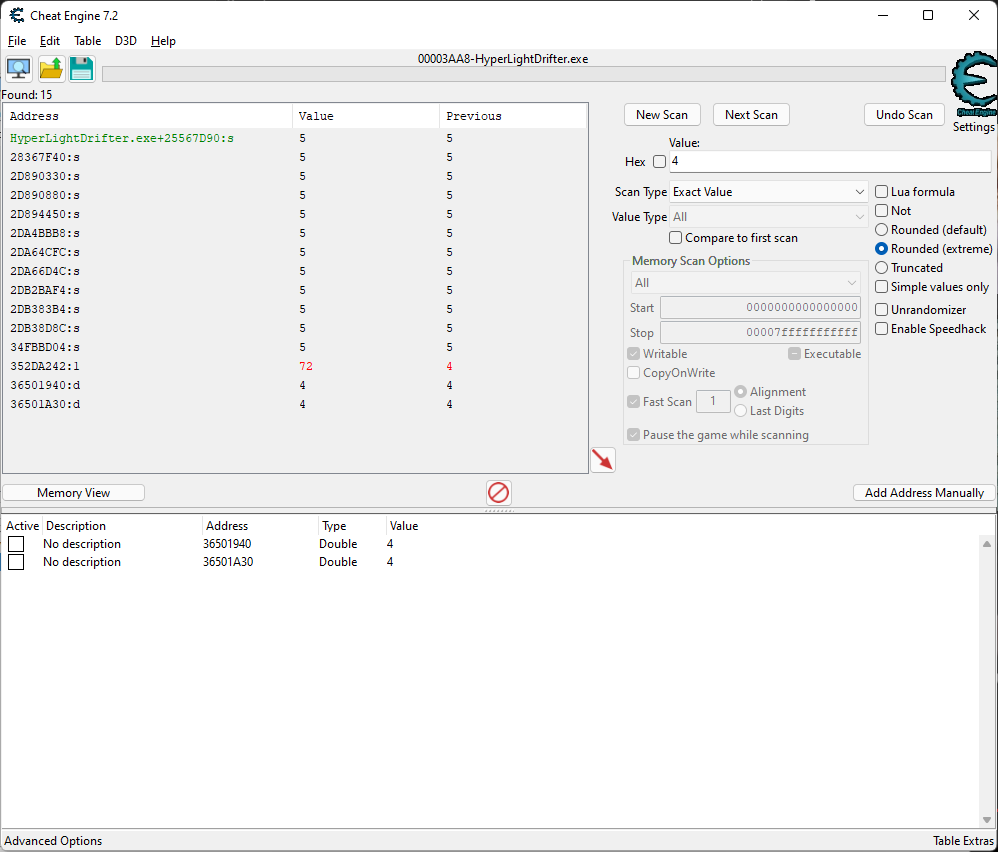 Cheat Engine 7.2
File Edit Table D3D Help
00003AA8-HyperLightDrifter.exe
Found: 15
Cheat Engine
Settings
Address Value Previous
HyperLightDrifter.exe+25567D90:s 5 5
28367F40:s 5 5
2D890330:s 5 5
2D890880:s 5 5
2D894450:s 5 5
2DA4BBB8:s 5 5
2DA64CFC:s 5 5
2DA66D4C:s 5 5
2DB2BAF4:s 5 5
2DB383B4:s 5 5
2DB38D8C:s 5 5
34FBBD04:s 5 5
352DA242:1 72 4
36501940:d 4 4
36501A30:d 4 4
New Scan Next Scan Undo Scan
Value:
Hex 4
Scan Type Exact Value
Value Type All
Compare to first scan
Lua formula
Not
Rounded (default)
Rounded (extreme)
Truncated
Simple values only
Unrandomizer
Enable Speedhack
Memory Scan Options
All
Start 0000000000000000
Stop 00007fffffffffff
Writable Executable
CopyOnWrite
Fast Scan 1 Alignment
Last Digits
Pause the game while scanning
Memory View Add Address Manually
Active Description Address Type Value
No description 36501940 Double 4
No description 36501A30 Double 4
Advanced Options Table Extras